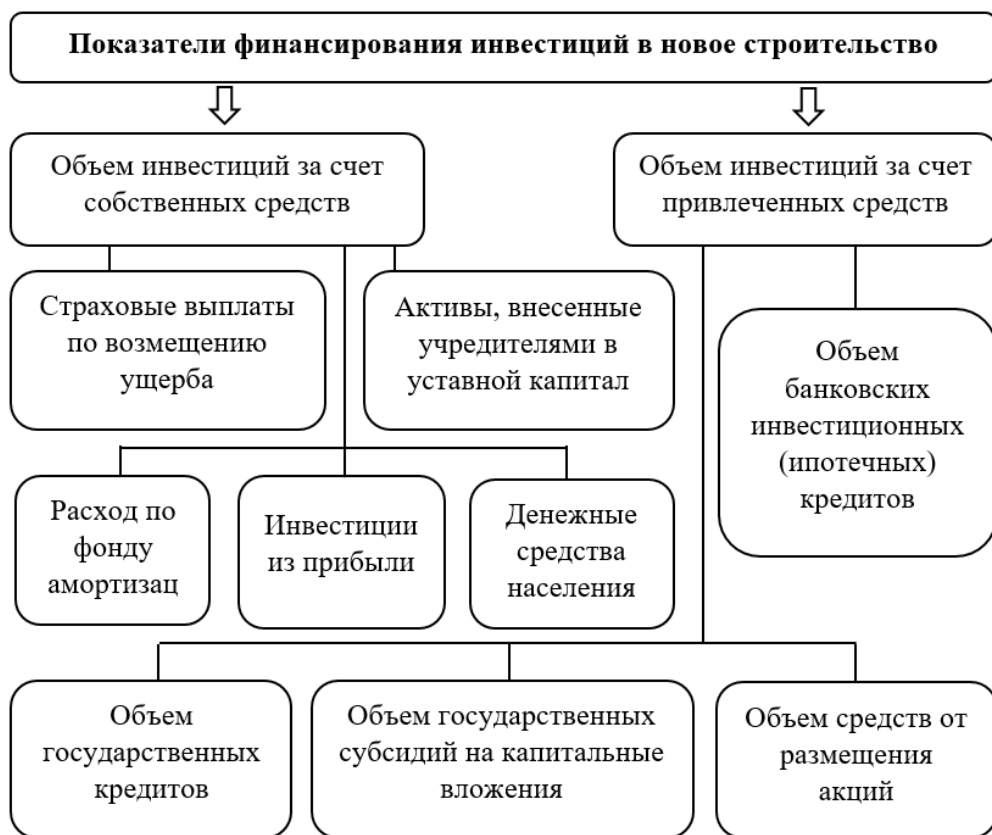 Показатели финансирования инвестиций в новое строительство
Объем инвестиций за счет
собственных средств
Объем инвестиций за счет
привлеченных средств
Страховые выплаты
по возмещению
ущерба
Активы, внесенные
учредителями в
уставной капитал
Объем
банковских
инвестиционных
(ипотечных)
кредитов
Расход по
фонду
амортизац
Инвестиции
из прибыли
Денежные
средства
населения
Объем
государственных
кредитов
Объем государственных
субсидий на капитальные
вложения
Объем средств от
размещения
акций